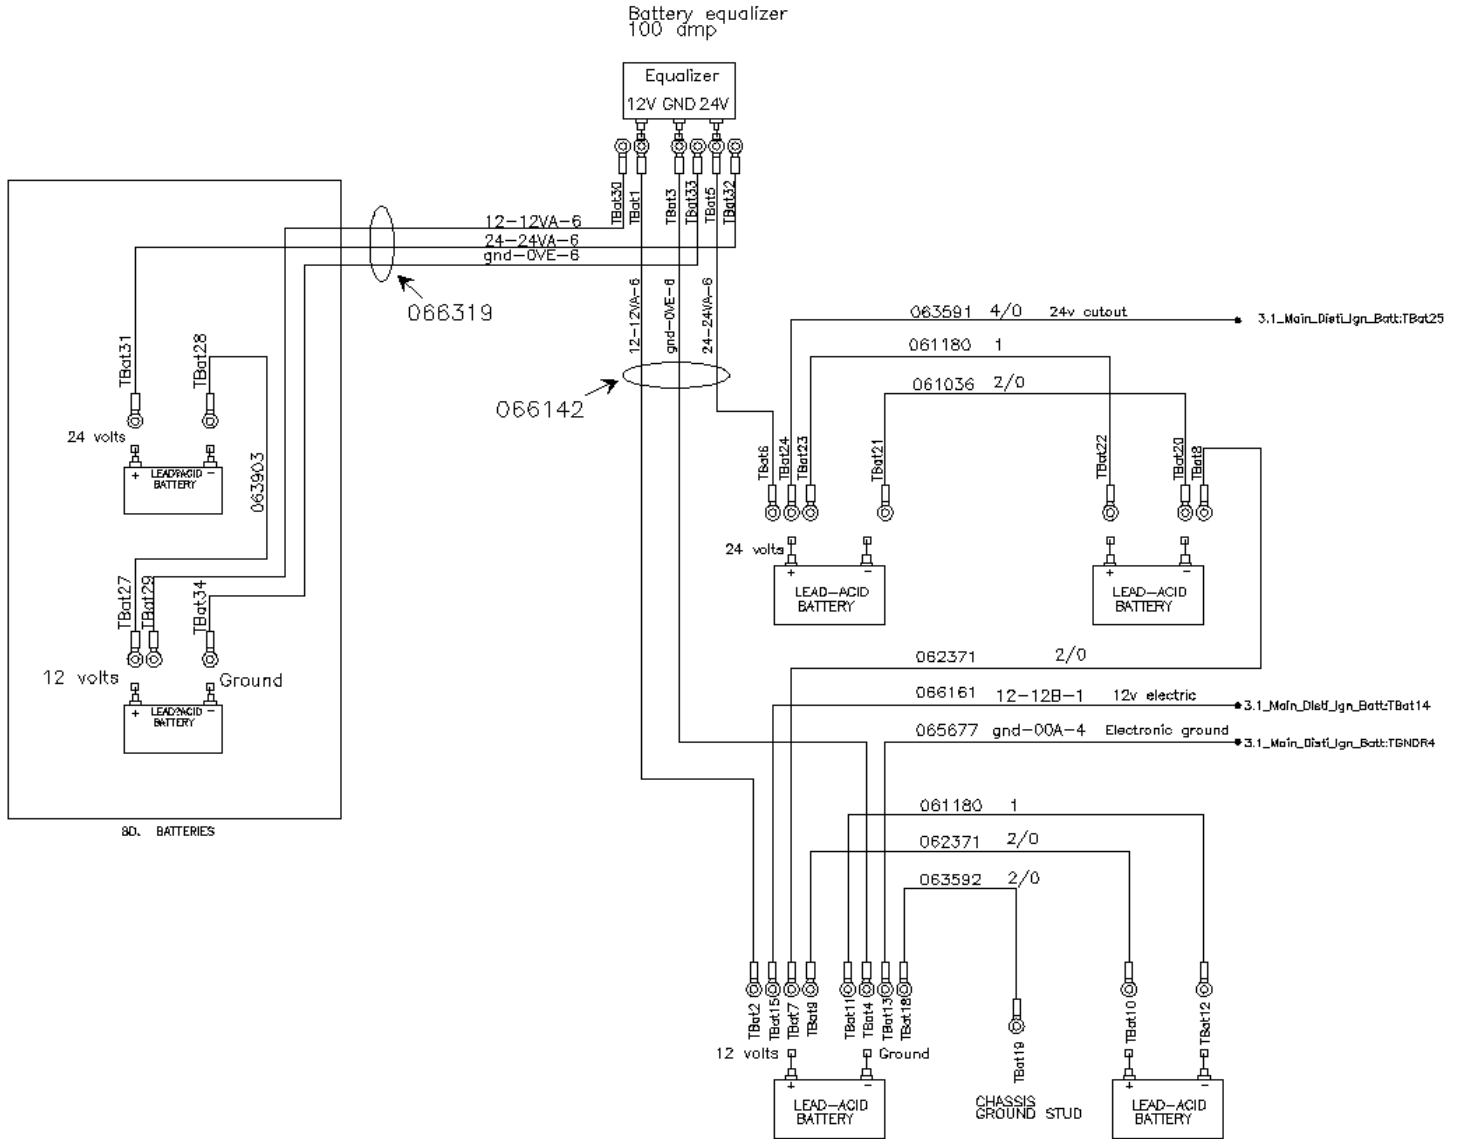 Battery equalizer
100 amp
Equalizer
12V GND 24V
TBat30
TBat1
TBat3
TBat33
TBat5
TBat32
12-12VA-6
24-24VA-6
gnd-0VE-6
066319
12-12VA-6
gnd-0VE-6
24-24VA-6
066142
063591 4/0 24v cutout
3.1_Main_Disti_Ign_Batt:TBat25
061180 1
061036 2/0
TBat31
TBat28
24 volts
+ LEAD?ACID -
BATTERY
063903
TBat27
TBat29
TBat34
12 volts
Ground
+ LEAD?ACID -
BATTERY
8D. BATTERIES
TBat6
TBat24
TBat23
TBat21
TBat22
TBat20
TBat8
24 volts
+ -
LEAD-ACID
BATTERY
+ -
LEAD-ACID
BATTERY
062371 2/0
066161 12-12B-1 12v electric
3.1_Main_Disti_Ign_Batt:TBat14
065677 gnd-00A-4 Electronic ground
3.1_Main_Disti_Ign_Batt:TGNDR4
061180 1
062371 2/0
063592 2/0
TBat2
TBat15
TBat7
TBat9
TBat11
TBat4
TBat13
TBat18
TBat19
TBat10
TBat12
12 volts
Ground
+ -
LEAD-ACID
BATTERY
CHASSIS
GROUND STUD
+ -
LEAD-ACID
BATTERY